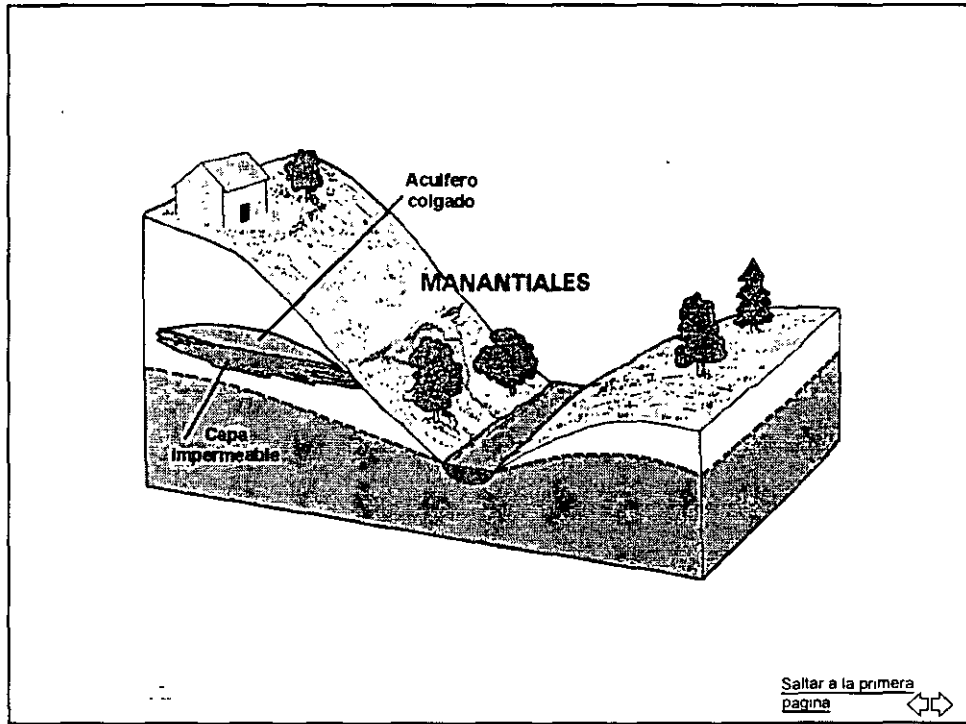 Acuifero
colgado
MANANTIALES
Capa
Impermeable
Saltar a la primera
pagina